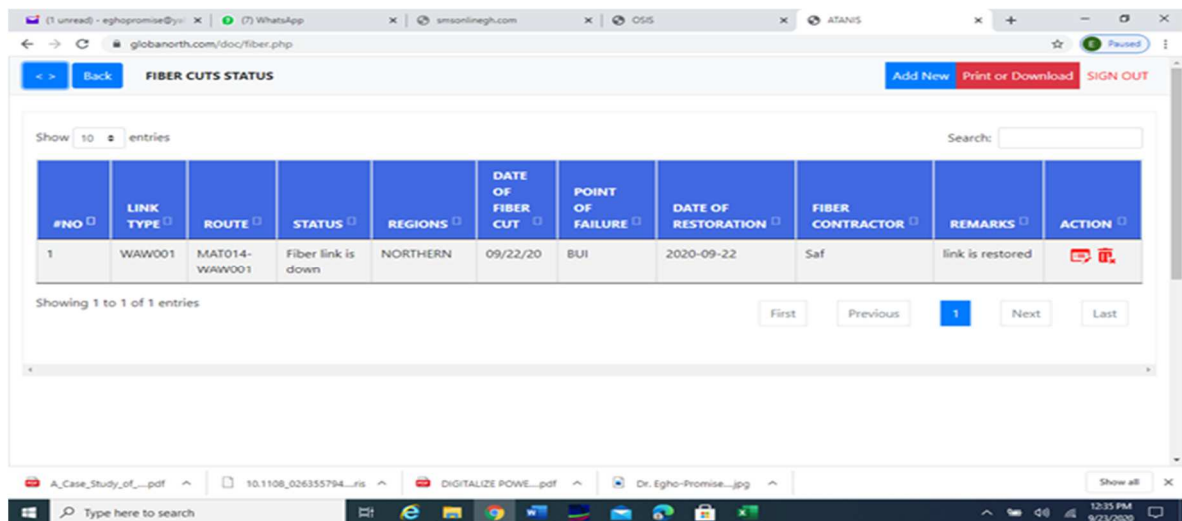 (1 unread) - eghopromise@ya
(7) WhatsApp
smsonlinegh.com
OSIS
ATANIS
globanorth.com/doc/fiber.php
E Paused
< > Back FIBER CUTS STATUS Add New Print or Download SIGN OUT
Show 10 entries Search:
#NO LINK TYPE ROUTE STATUS REGIONS DATE OF FIBER CUT POINT OF FAILURE DATE OF RESTORATION FIBER CONTRACTOR REMARKS ACTION
1 WAW001 MAT014-WAW001 Fiber link is down NORTHERN 09/22/20 BUI 2020-09-22 Saf link is restored
Showing 1 to 1 of 1 entries
First Previous 1 Next Last
A_Case_Study_of_....pdf 10.1108_026355794....ris DIGITALIZE POWE....pdf Dr. Egho-Promise....jpg Show all
Type here to search
12:35 PM
9/23/2020